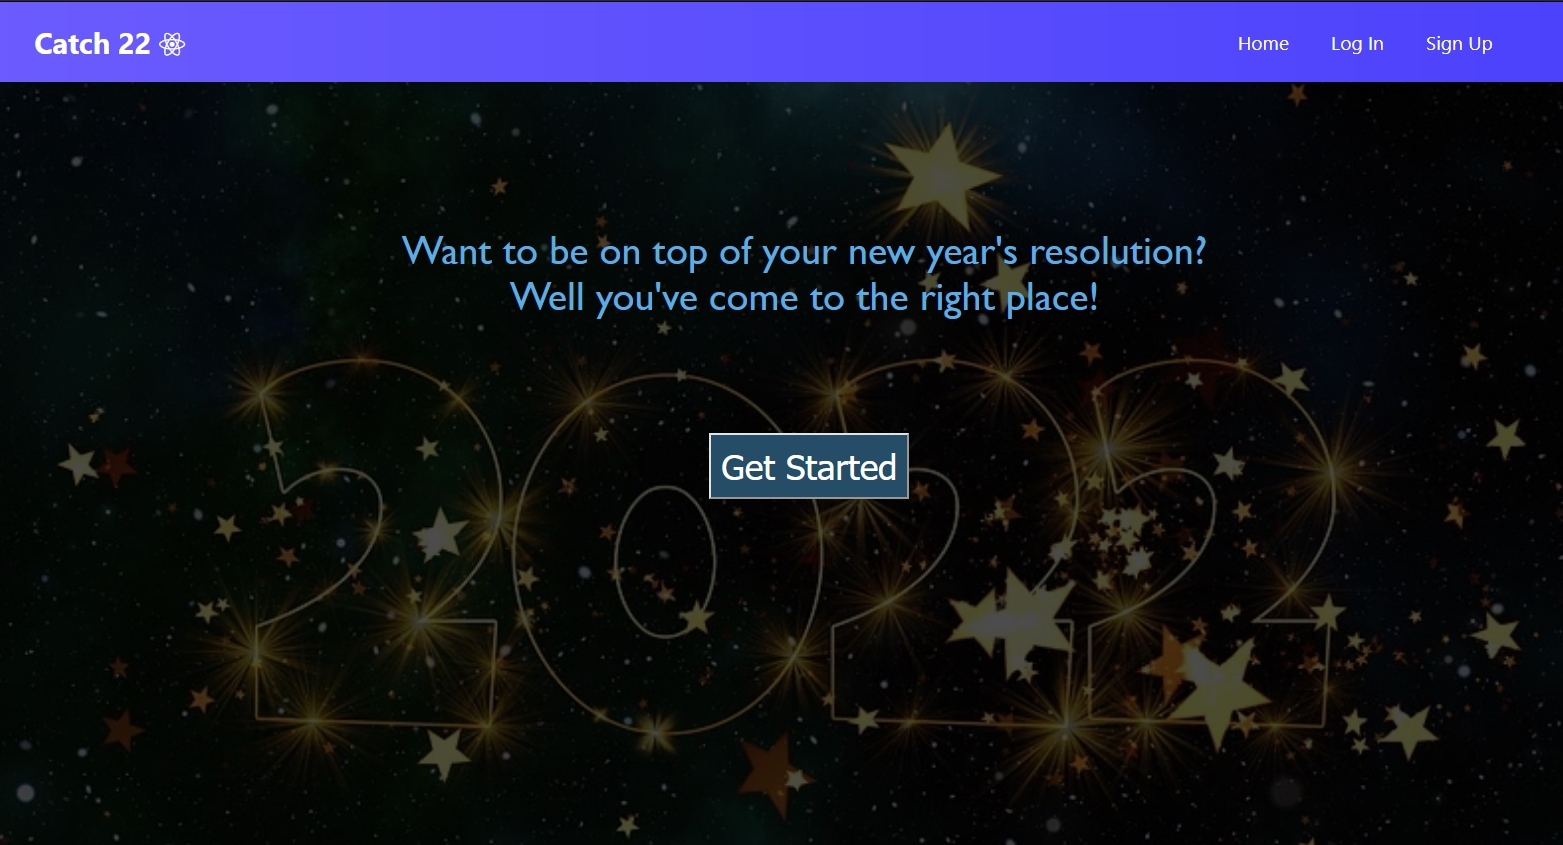 Catch 22
Home Log In Sign Up
Want to be on top of your new year's resolution?
Well you've come to the right place!
2022
Get Started